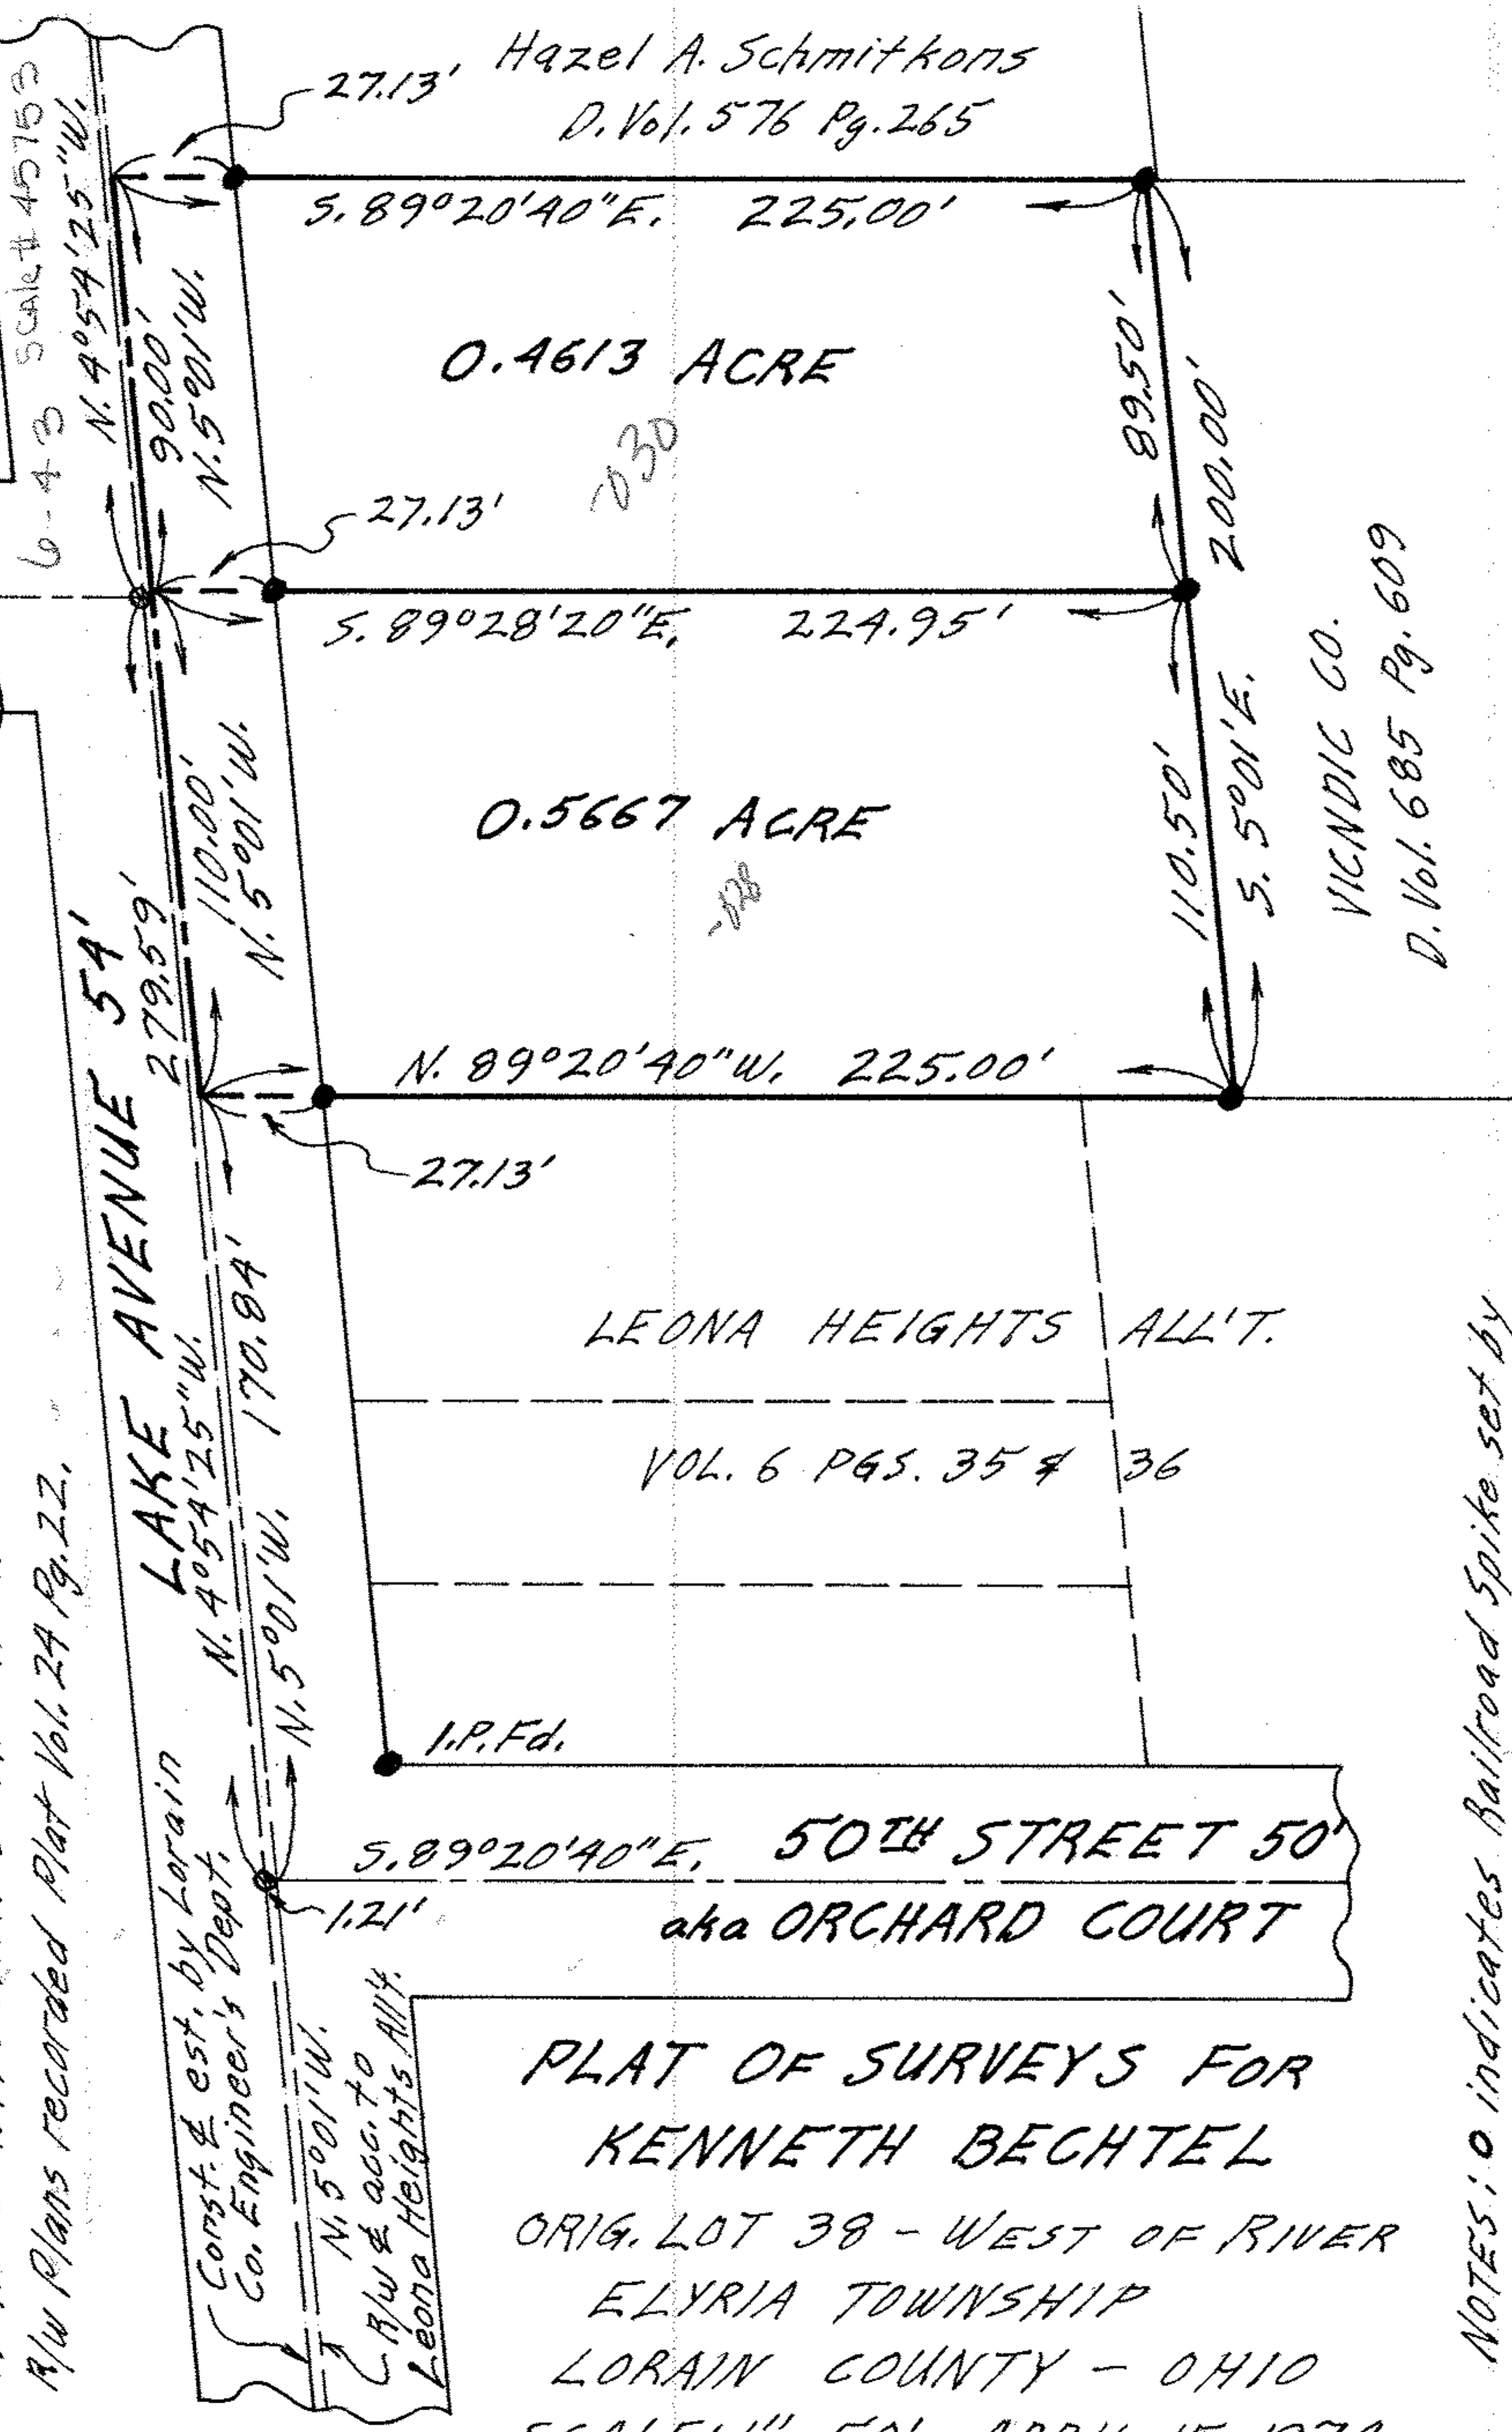 Hazel A. Schmitkons
D. Vol. 576 Pg. 265
27.13'
S. 89°20'40"E. 225.00'
6-4-3 Scale # 45753
N. 4°54'25"W.
90.00'
N. 5°01'W.
0.4613 ACRE
-030
89.50'
200.00'
27.13'
S. 89°28'20"E. 224.95'
VICNDIC CO.
D. Vol. 685 Pg. 609
110.00'
N. 5°01'W.
0.5667 ACRE
110.50'
S. 5°01'E.
LAKE AVENUE 54'
279.59'
N. 89°20'40"W. 225.00'
27.13'
N. 4°54'25"W.
170.84'
N. 5°01'W.
LEONA HEIGHTS ALL'T.
VOL. 6 PGS. 35 & 36
R/W Plans recorded Plat Vol. 24 Pg. 22.
I.P. Fd.
S. 89°20'40"E. 50TH STREET 50'
1.21'
aka ORCHARD COURT
Const. ℄ est. by Lorain
Co. Engineer's Dept.
N. 5°01'W.
R/W ℄ acc. to
Leona Heights All't.
PLAT OF SURVEYS FOR
KENNETH BECHTEL
ORIG. LOT 38 - WEST OF RIVER
ELYRIA TOWNSHIP
LORAIN COUNTY - OHIO
NOTES: o indicates Railroad Spike set by